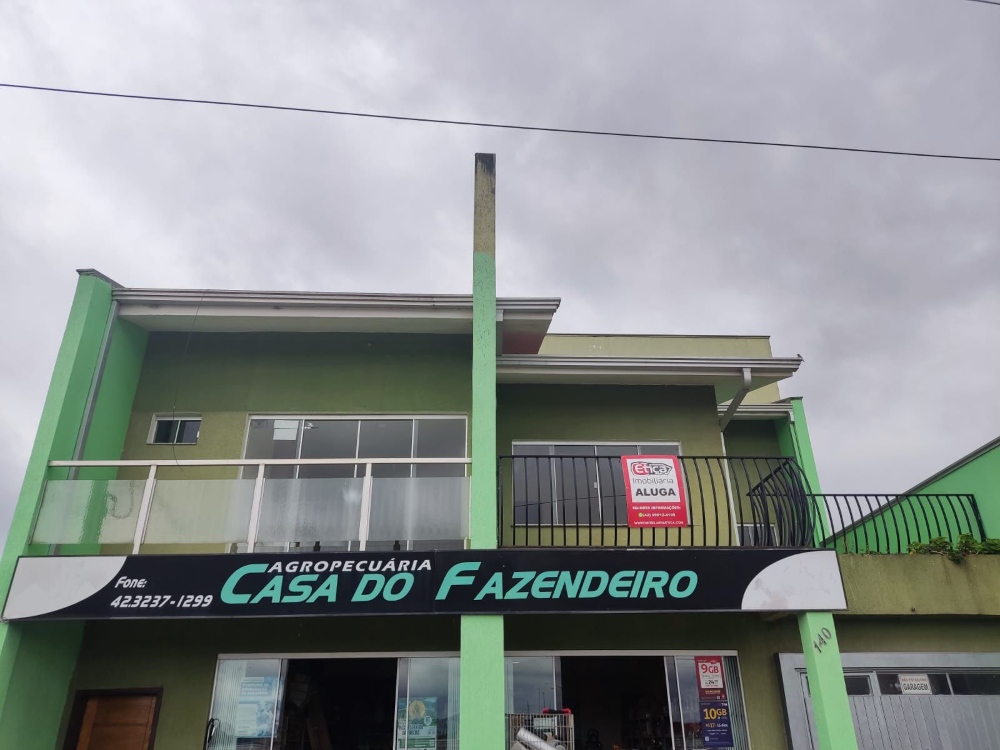 Ética
Imobiliária
ALUGA
AGROPECUÁRIA
CASA DO FAZENDEIRO
Fone:
42.3237-1299
140
9GB
10GB
GARAGEM